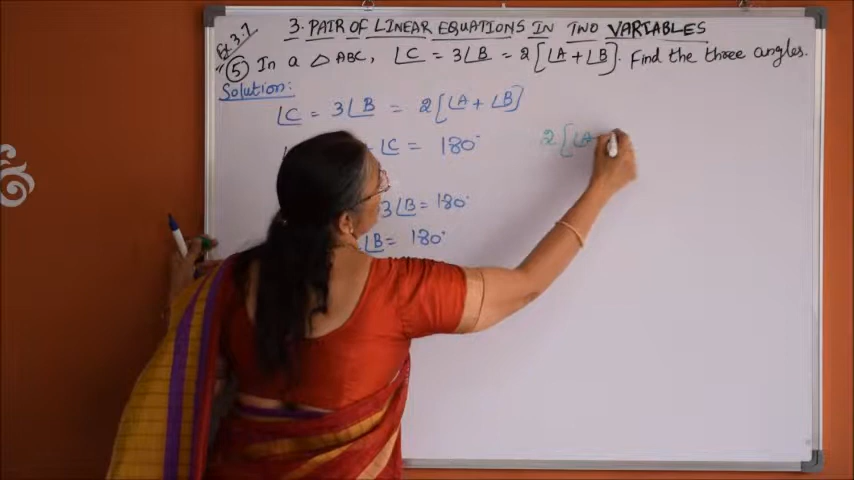 3. PAIR OF LINEAR EQUATIONS IN TWO VARIABLES
Ex 3.7
5 In a △ ABC, ∠C = 3∠B = 2[∠A + ∠B]. Find the three angles.
Solution:
∠C = 3∠B = 2[∠A + ∠B]
∠C = 180°
2[∠A
3∠B = 180°
∠B = 180°